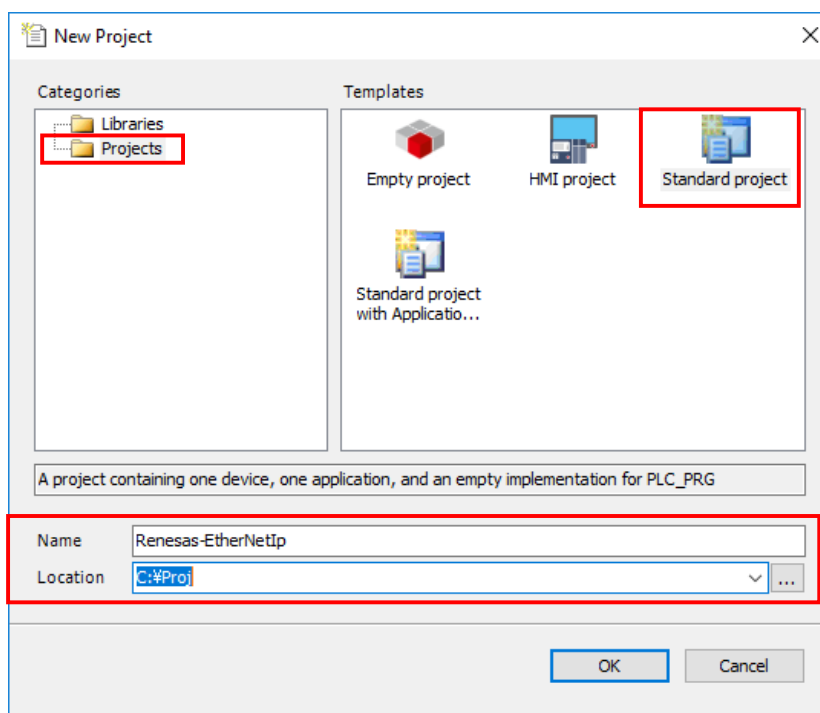 New Project
Categories
Templates
Libraries
Projects
Empty project
HMI project
Standard project
Standard project
with Applicatio...
A project containing one device, one application, and an empty implementation for PLC_PRG
Name
Renesas-EtherNetIp
Location
C:¥Proj
...
OK
Cancel